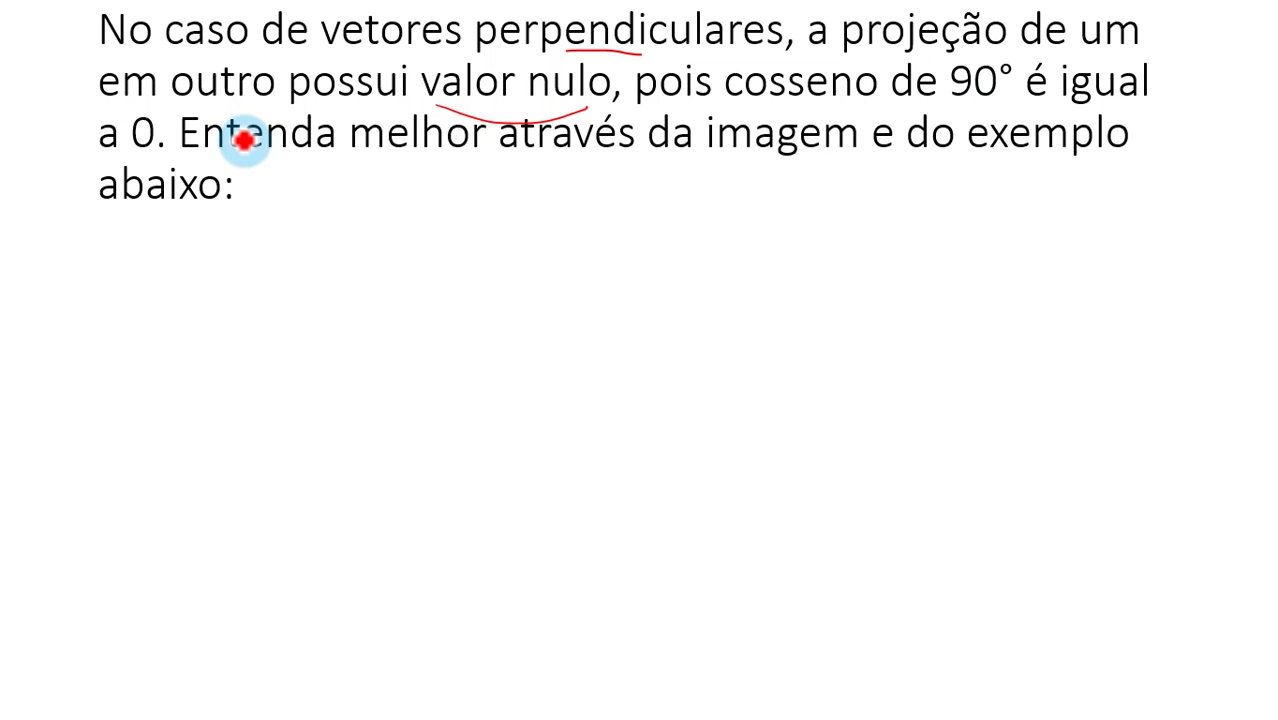 No caso de vetores perpendiculares, a projeção de um
em outro possui valor nulo, pois cosseno de 90° é igual
a 0. Entenda melhor através da imagem e do exemplo
abaixo: